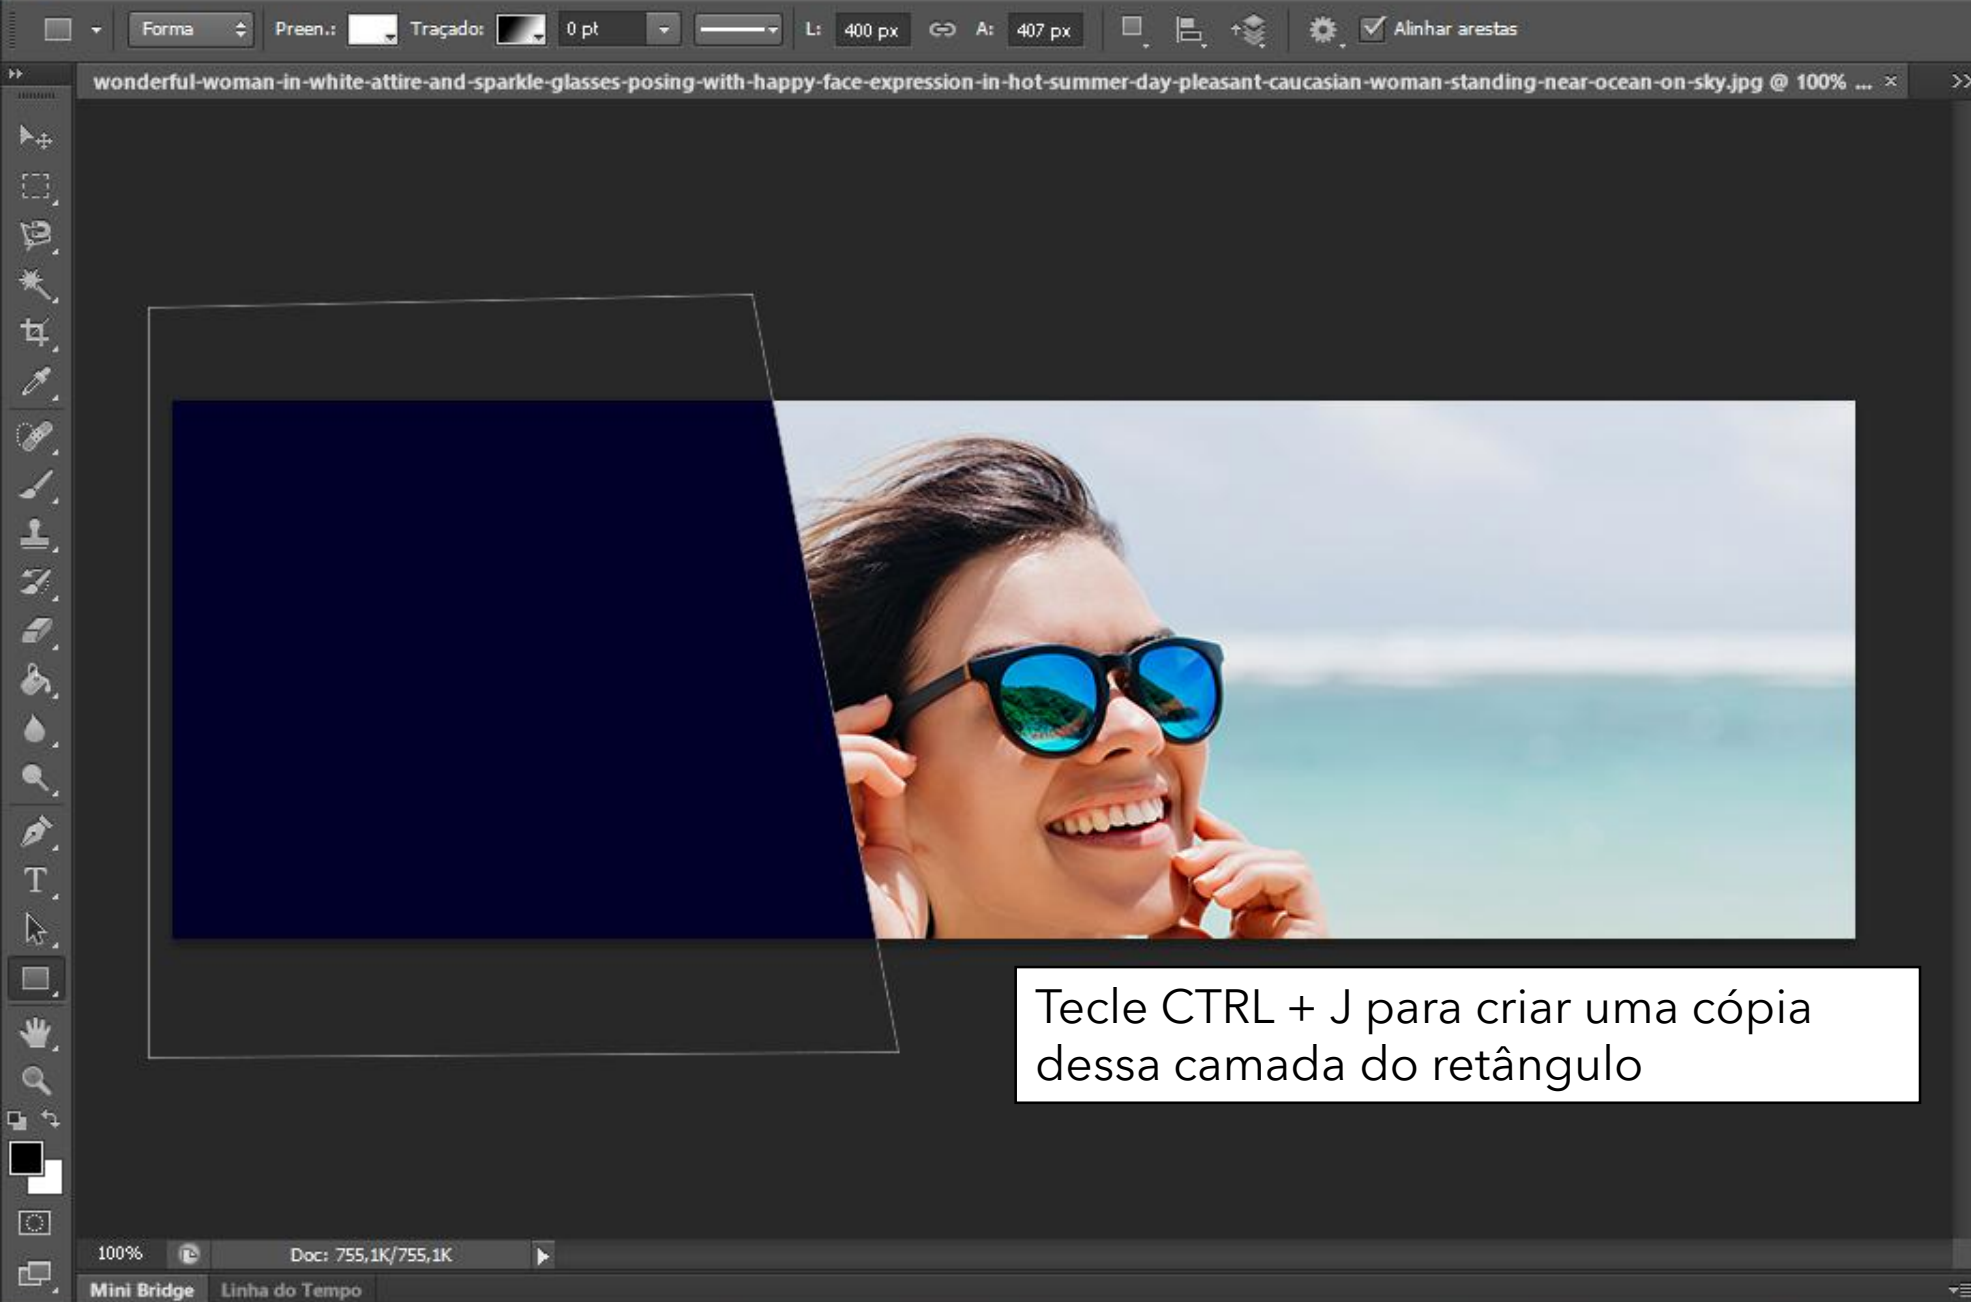 Forma Preen.: Traçado: 0 pt L: 400 px A: 407 px Alinhar arestas
wonderful-woman-in-white-attire-and-sparkle-glasses-posing-with-happy-face-expression-in-hot-summer-day-pleasant-caucasian-woman-standing-near-ocean-on-sky.jpg @ 100% ... ×
Tecle CTRL + J para criar uma cópia
dessa camada do retângulo
100% Doc: 755,1K/755,1K
Mini Bridge Linha do Tempo